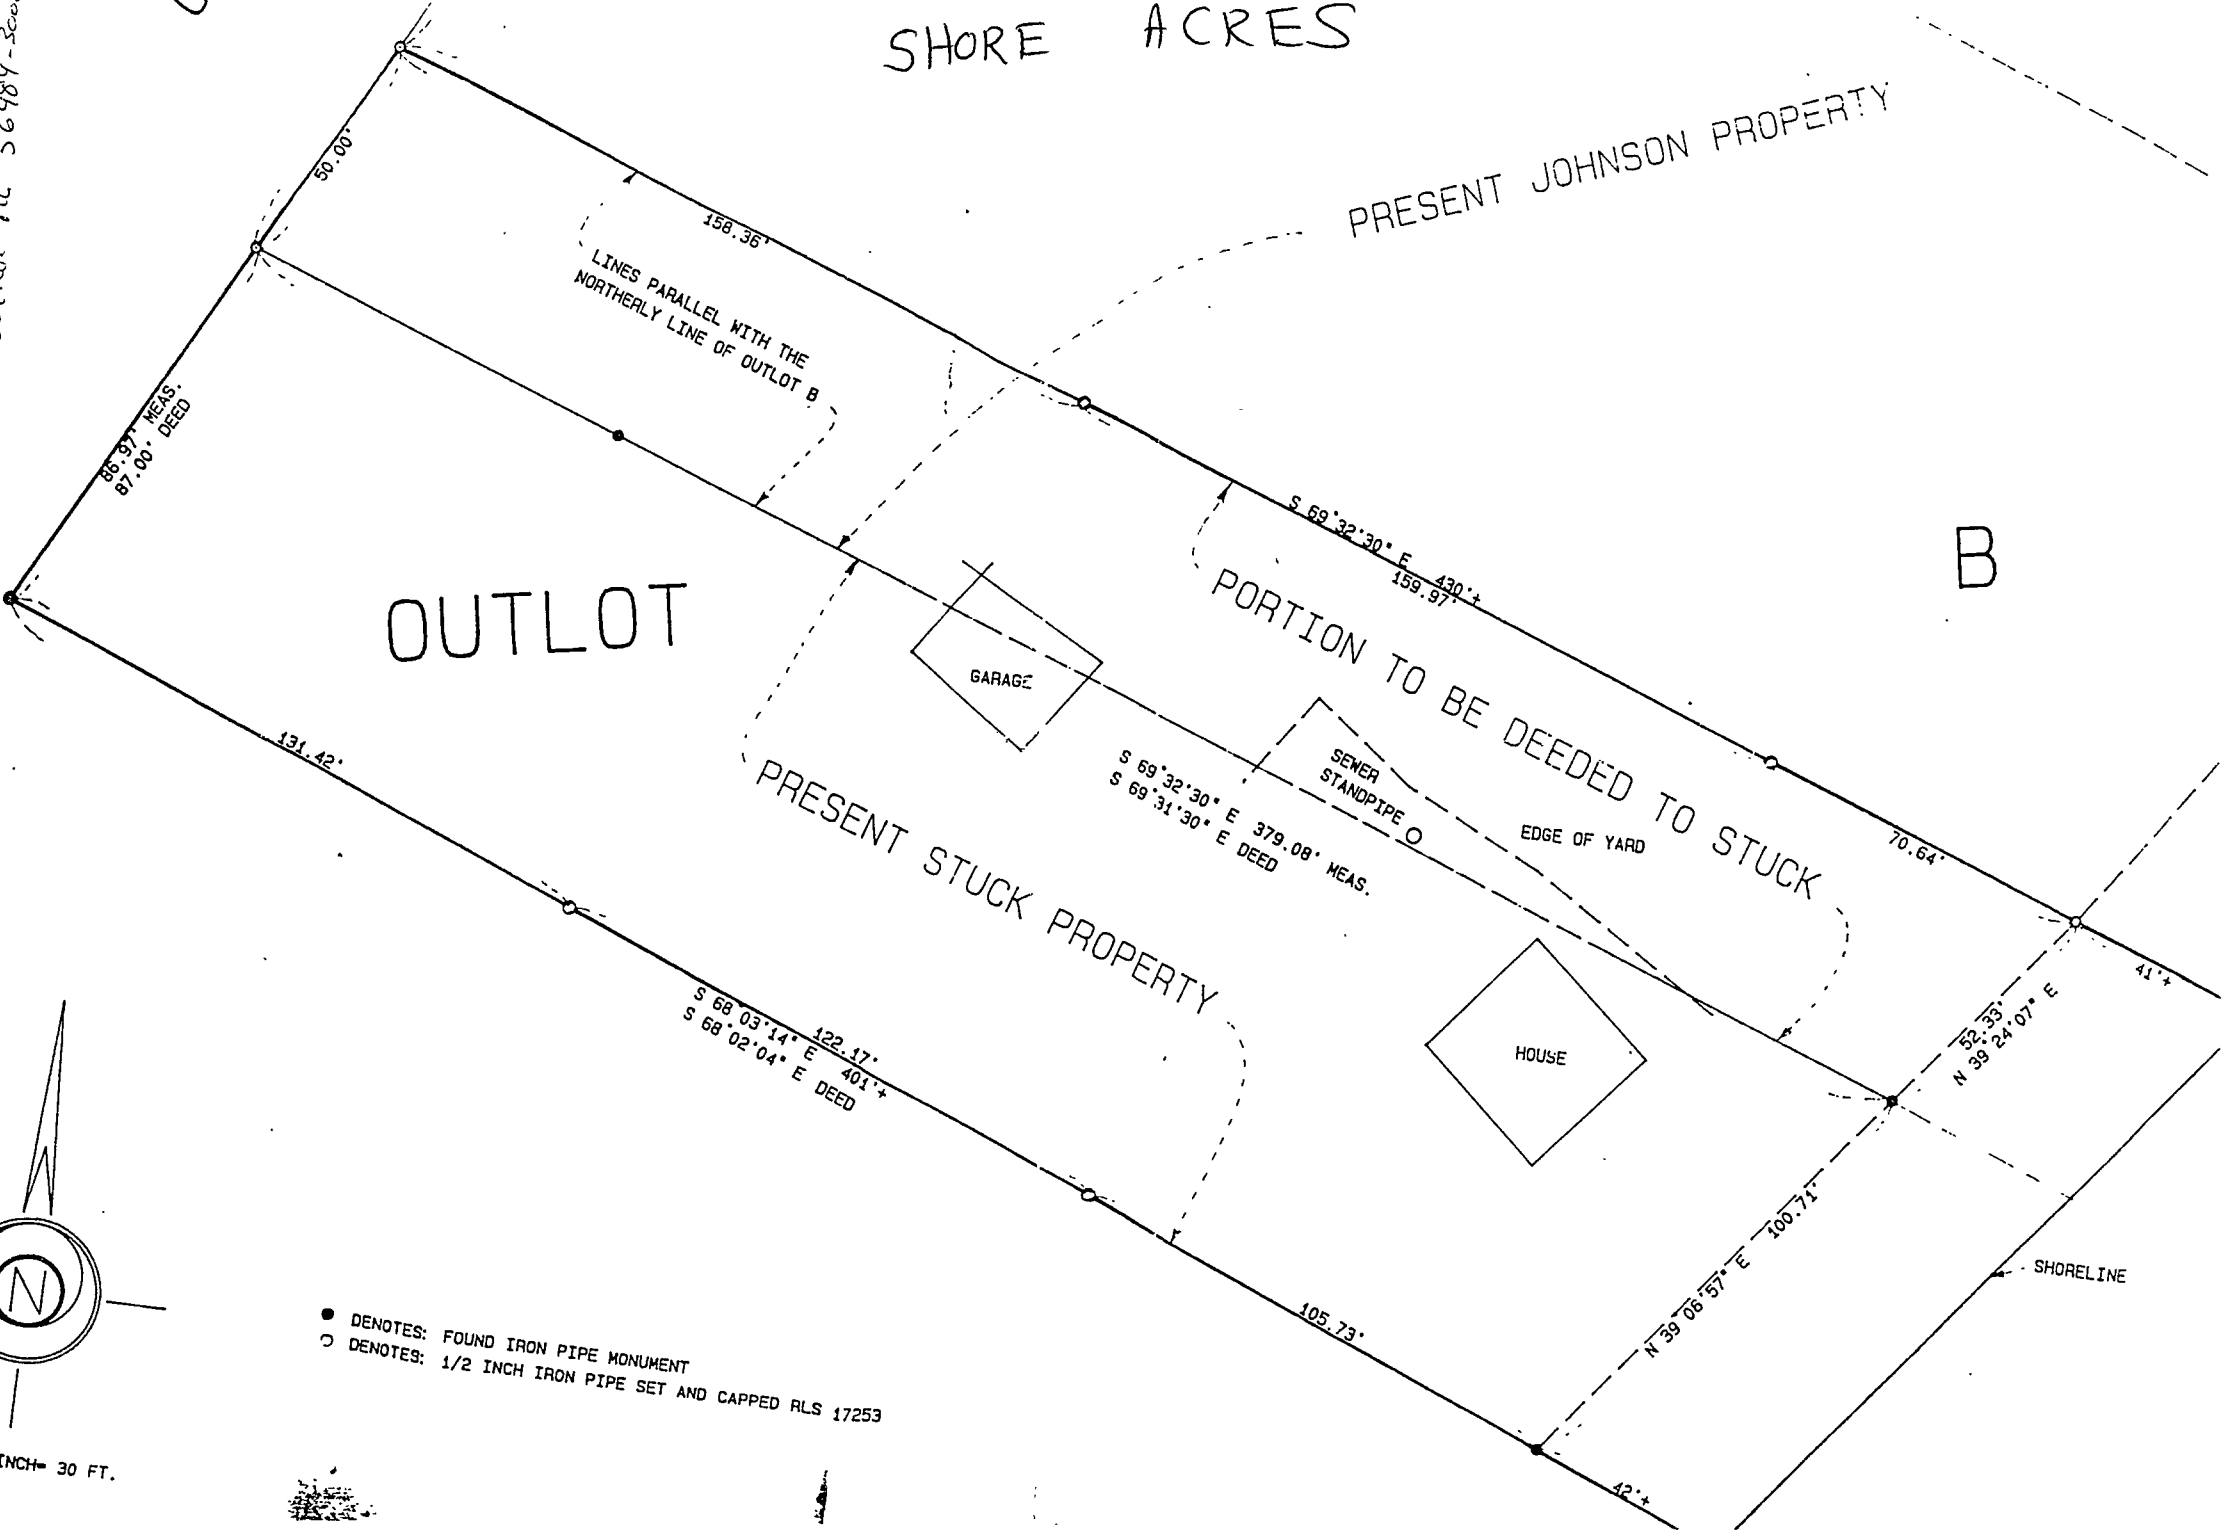 SHORE ACRES
56484-300
PRESENT JOHNSON PROPERTY
50.00'
158.36'
LINES PARALLEL WITH THE
NORTHERLY LINE OF OUTLOT B
86.97' MEAS.
87.00' DEED
OUTLOT
B
S 69°32'30" E 430'+
159.97'
PORTION TO BE DEEDED TO STUCK
GARAGE
SEWER
STANDPIPE
EDGE OF YARD
70.64'
131.42'
PRESENT STUCK PROPERTY
S 69°32'30" E 379.08' MEAS.
S 69°31'30" E DEED
41'+
52.33'
N 39°24'07" E
HOUSE
122.17'
S 68°03'14" E 401'+
S 68°02'04" E DEED
N 39°06'57" E 100.71'
SHORELINE
105.73'
42'+
N
DENOTES: FOUND IRON PIPE MONUMENT
DENOTES: 1/2 INCH IRON PIPE SET AND CAPPED RLS 17253
INCH= 30 FT.